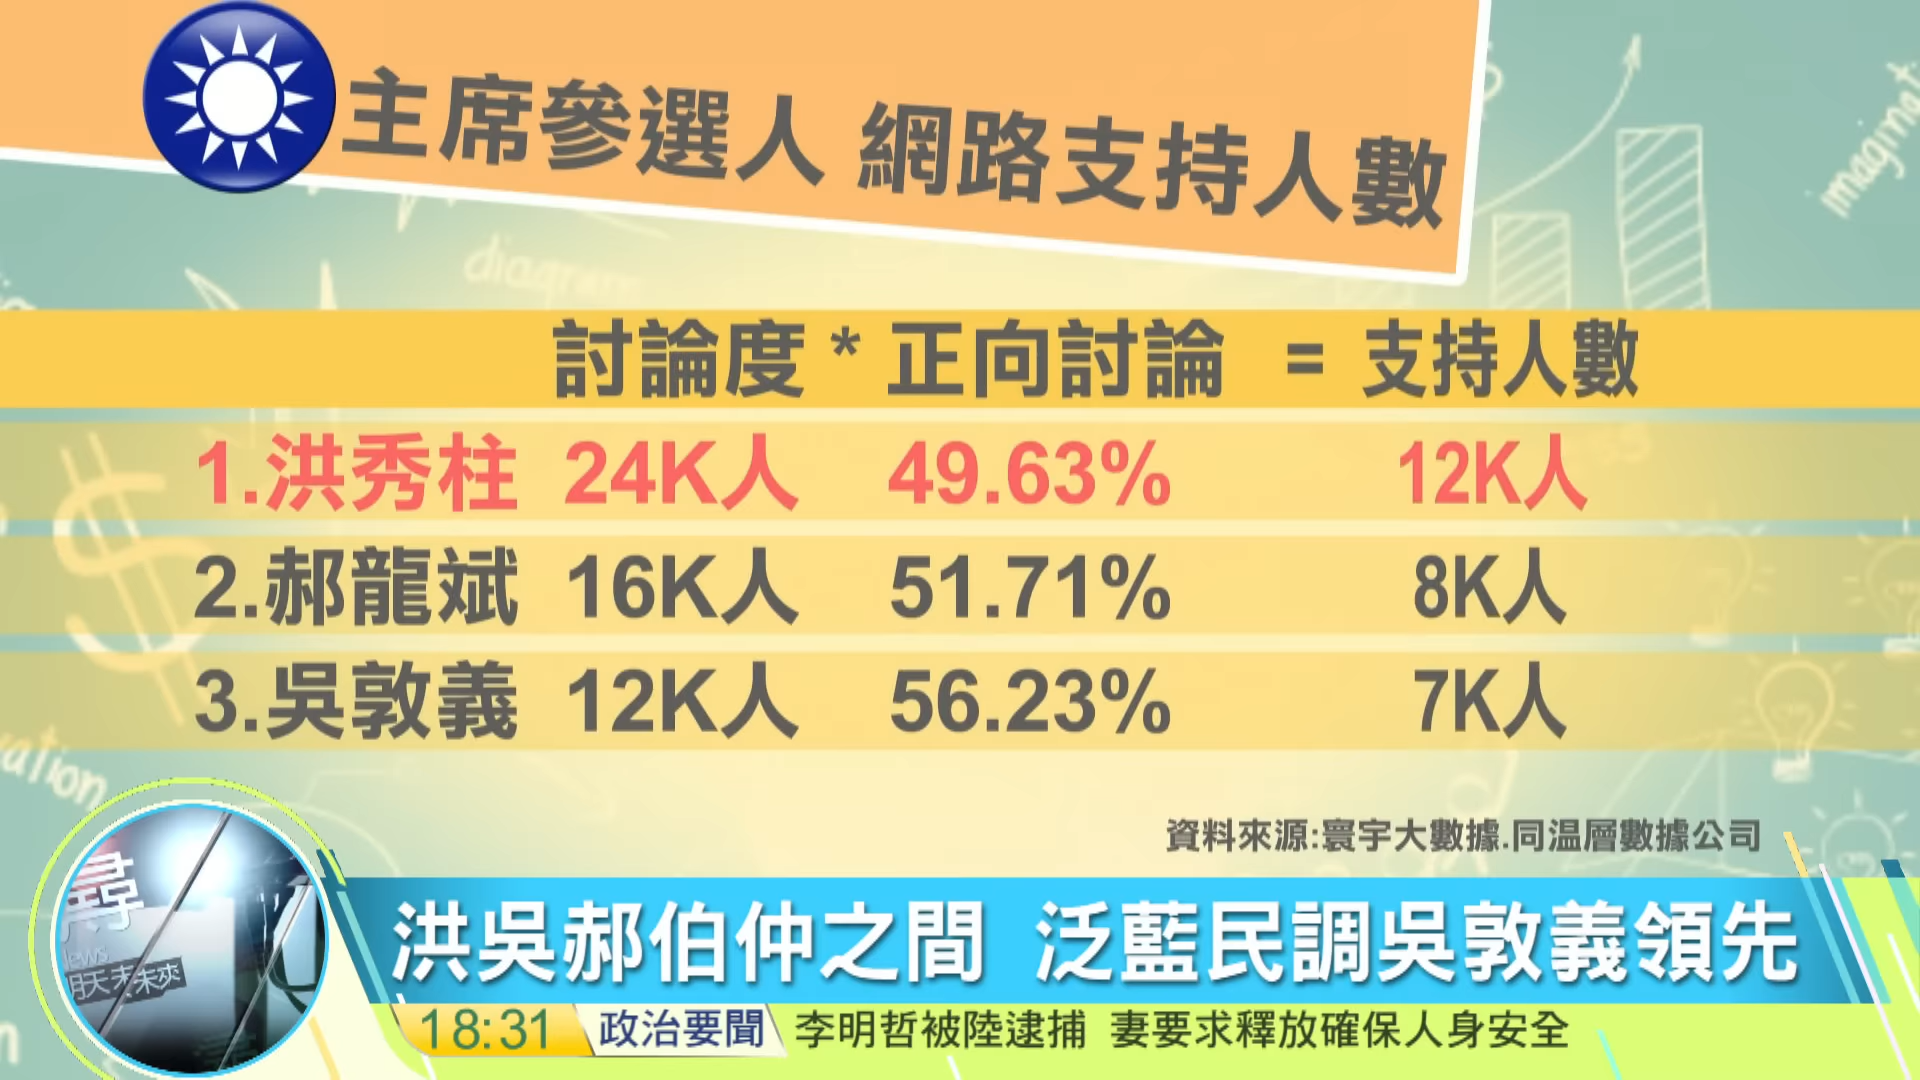 主席參選人 網路支持人數
討論度 * 正向討論 = 支持人數
1.洪秀柱 24K人 49.63% 12K人
2.郝龍斌 16K人 51.71% 8K人
3.吳敦義 12K人 56.23% 7K人
資料來源:寰宇大數據.同温層數據公司
洪吳郝伯仲之間 泛藍民調吳敦義領先
18:31 政治要聞 李明哲被陸逮捕 妻要求釋放確保人身安全
diagram
尋
News